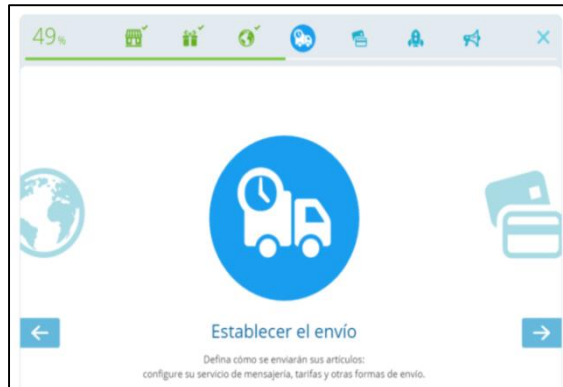 49%
Establecer el envío
Defina cómo se enviarán sus artículos:
configure su servicio de mensajería, tarifas y otras formas de envío.